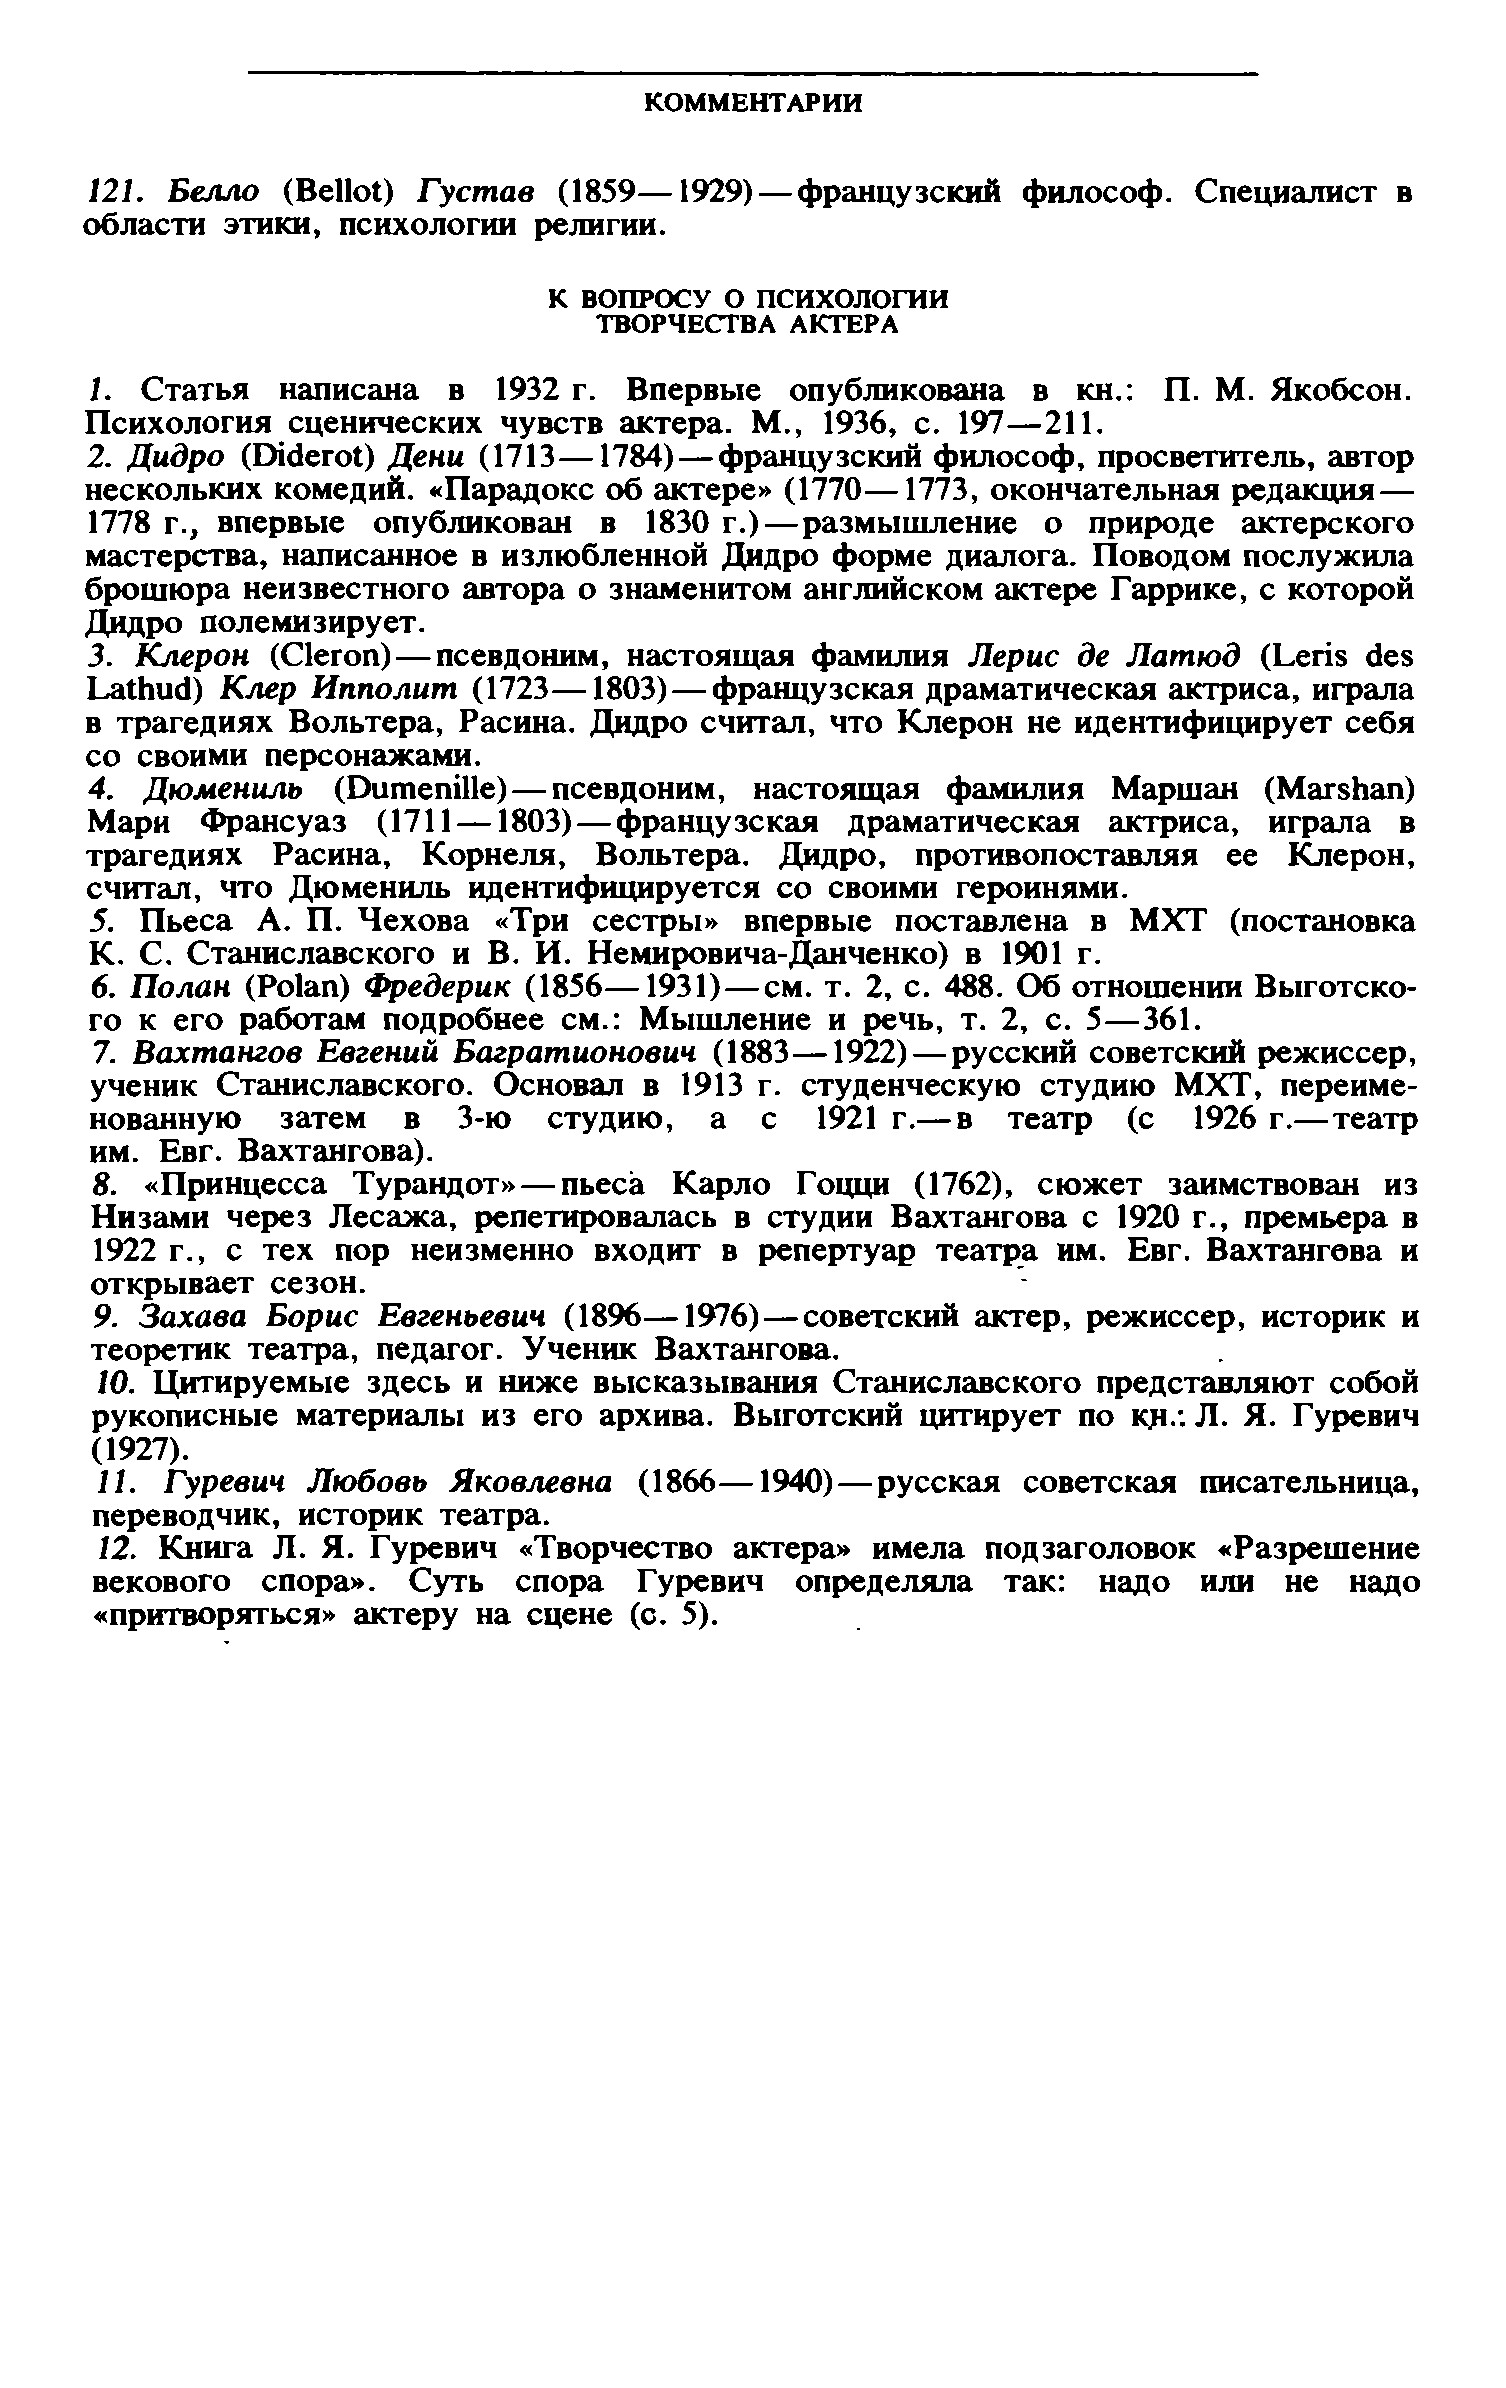 КОММЕНТАРИИ
121. Белло (Bellot) Густав (1859—1929)—французский философ. Специалист в
области этики, психологии религии.
К ВОПРОСУ О ПСИХОЛОГИИ
ТВОРЧЕСТВА АКТЕРА
1. Статья написана в 1932 г. Впервые опубликована в кн.: П. М. Якобсон.
Психология сценических чувств актера. М., 1936, с. 197—211.
2. Дидро (Diderot) Дени (1713—1784)—французский философ, просветитель, автор
нескольких комедий. «Парадокс об актере» (1770—1773, окончательная редакция—
1778 г., впервые опубликован в 1830 г.)—размышление о природе актерского
мастерства, написанное в излюбленной Дидро форме диалога. Поводом послужила
брошюра неизвестного автора о знаменитом английском актере Гаррике, с которой
Дидро полемизирует.
3. Клерон (Cleron)—псевдоним, настоящая фамилия Лерис де Латюд (Leris des
Lathud) Клер Ипполит (1723—1803)—французская драматическая актриса, играла
в трагедиях Вольтера, Расина. Дидро считал, что Клерон не идентифицирует себя
со своими персонажами.
4. Дюмениль (Dumenille)—псевдоним, настоящая фамилия Маршан (Marshan)
Мари Франсуаз (1711—1803)—французская драматическая актриса, играла в
трагедиях Расина, Корнеля, Вольтера. Дидро, противопоставляя ее Клерон,
считал, что Дюмениль идентифицируется со своими героинями.
5. Пьеса А. П. Чехова «Три сестры» впервые поставлена в МХТ (постановка
К. С. Станиславского и В. И. Немировича-Данченко) в 1901 г.
6. Полан (Polan) Фредерик (1856—1931)—см. т. 2, с. 488. Об отношении Выготско-
го к его работам подробнее см.: Мышление и речь, т. 2, с. 5—361.
7. Вахтангов Евгений Багратионович (1883—1922)—русский советский режиссер,
ученик Станиславского. Основал в 1913 г. студенческую студию МХТ, переиме-
нованную затем в 3-ю студию, а с 1921 г.—в театр (с 1926 г.—театр
им. Евг. Вахтангова).
8. «Принцесса Турандот»—пьеса Карло Гоцци (1762), сюжет заимствован из
Низами через Лесажа, репетировалась в студии Вахтангова с 1920 г., премьера в
1922 г., с тех пор неизменно входит в репертуар театра им. Евг. Вахтангова и
открывает сезон.
9. Захава Борис Евгеньевич (1896—1976)—советский актер, режиссер, историк и
теоретик театра, педагог. Ученик Вахтангова.
10. Цитируемые здесь и ниже высказывания Станиславского представляют собой
рукописные материалы из его архива. Выготский цитирует по кн.: Л. Я. Гуревич
(1927).
11. Гуревич Любовь Яковлевна (1866—1940)—русская советская писательница,
переводчик, историк театра.
12. Книга Л. Я. Гуревич «Творчество актера» имела подзаголовок «Разрешение
векового спора». Суть спора Гуревич определяла так: надо или не надо
«притворяться» актеру на сцене (с. 5).